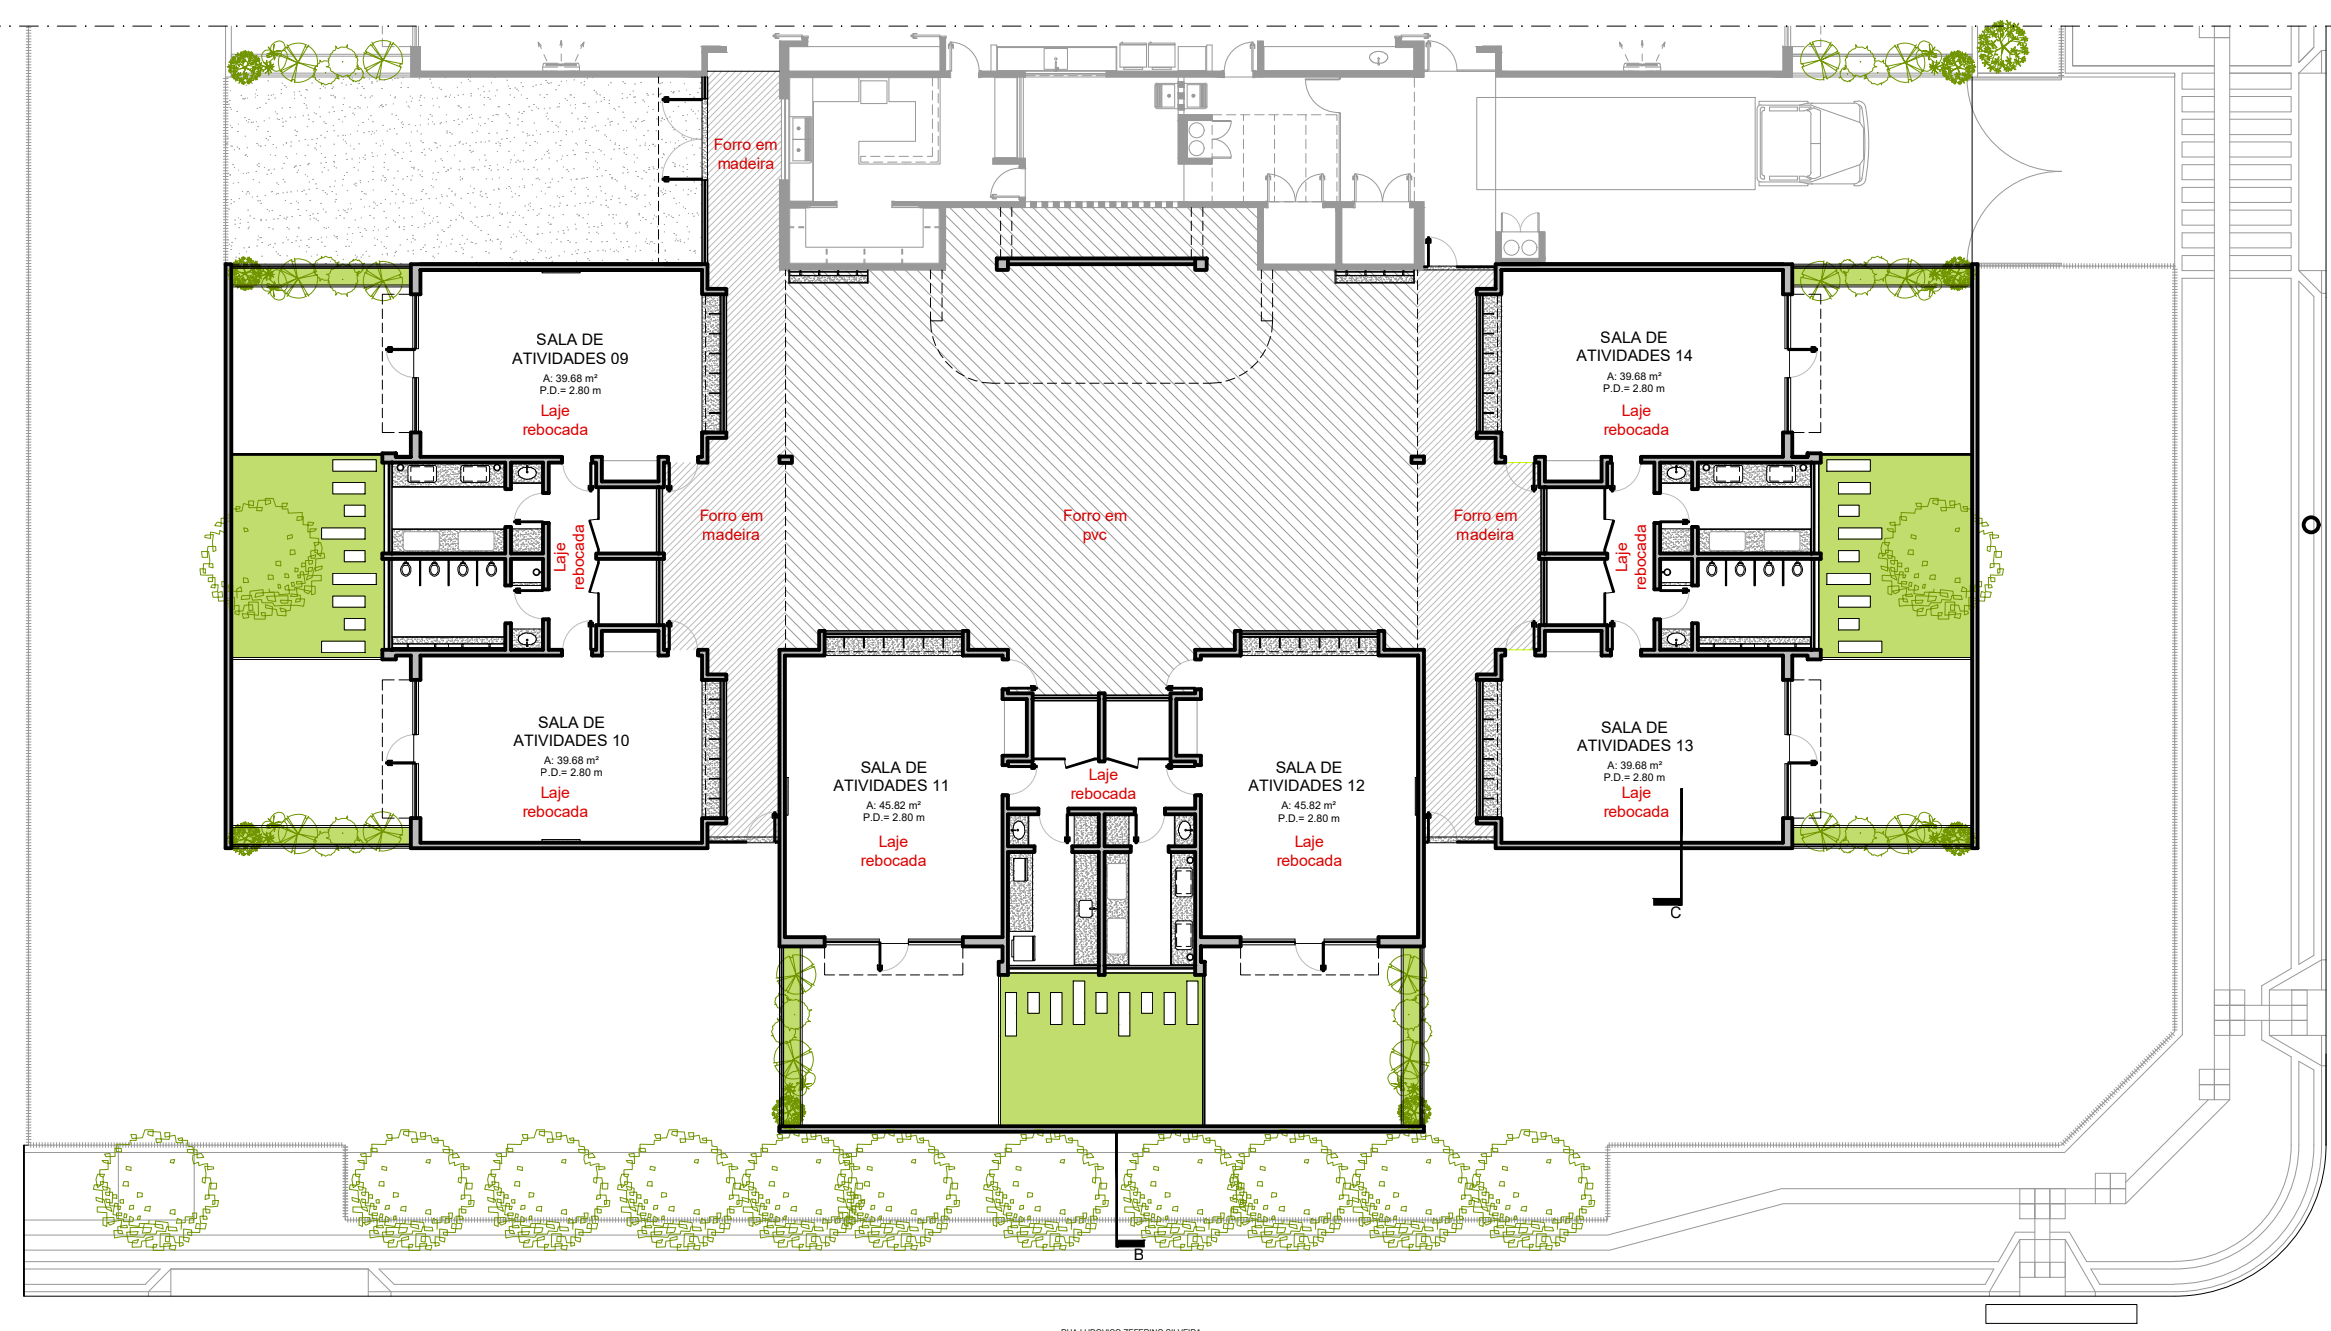 Forro em
madeira
SALA DE
ATIVIDADES 09
A: 39.68 m²
P.D.= 2.80 m
Laje
rebocada
SALA DE
ATIVIDADES 14
A: 39.68 m²
P.D.= 2.80 m
Laje
rebocada
Laje
rebocada
Forro em
madeira
Forro em
pvc
Forro em
madeira
Laje
rebocada
SALA DE
ATIVIDADES 10
A: 39.68 m²
P.D.= 2.80 m
Laje
rebocada
SALA DE
ATIVIDADES 11
A: 45.82 m²
P.D.= 2.80 m
Laje
rebocada
Laje
rebocada
SALA DE
ATIVIDADES 12
A: 45.82 m²
P.D.= 2.80 m
Laje
rebocada
SALA DE
ATIVIDADES 13
A: 39.68 m²
P.D.= 2.80 m
Laje
rebocada
C
B
RUA LUDOVICO ZEFERINO SILVEIRA